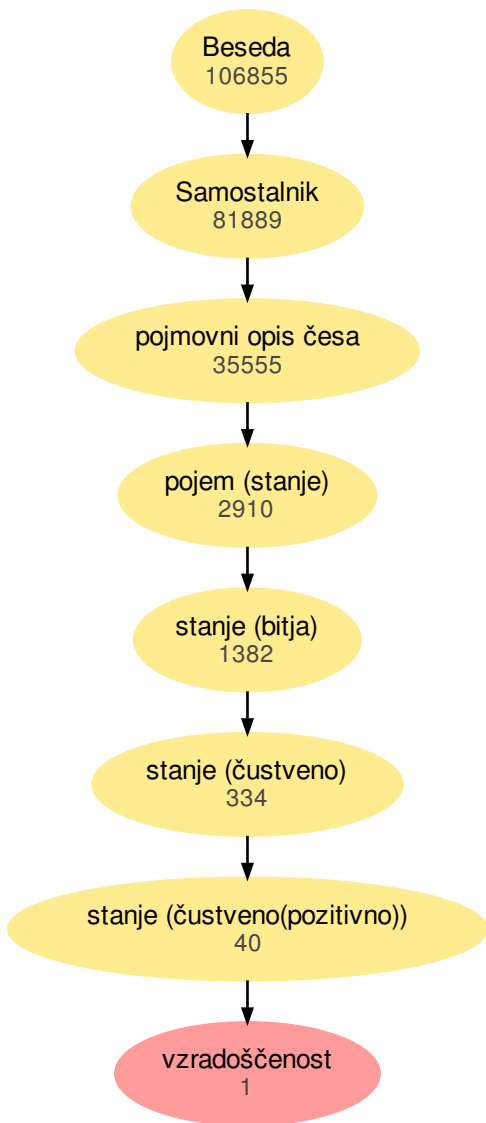 Beseda
106855
Samostalnik
81889
pojmovni opis česa
35555
pojem (stanje)
2910
stanje (bitja)
1382
stanje (čustveno)
334
stanje (čustveno(pozitivno))
40
vzradoščenost
1